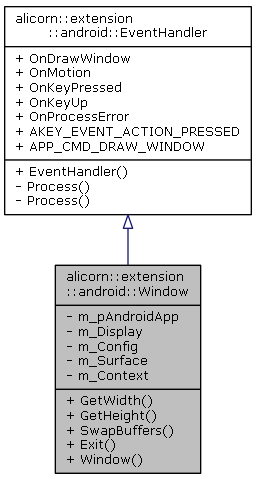 alicorn::extension
::android::EventHandler
+ OnDrawWindow
+ OnMotion
+ OnKeyPressed
+ OnKeyUp
+ OnProcessError
+ AKEY_EVENT_ACTION_PRESSED
+ APP_CMD_DRAW_WINDOW
+ EventHandler()
- Process()
- Process()
alicorn::extension
::android::Window
- m_pAndroidApp
- m_Display
- m_Config
- m_Surface
- m_Context
+ GetWidth()
+ GetHeight()
+ SwapBuffers()
+ Exit()
+ Window()